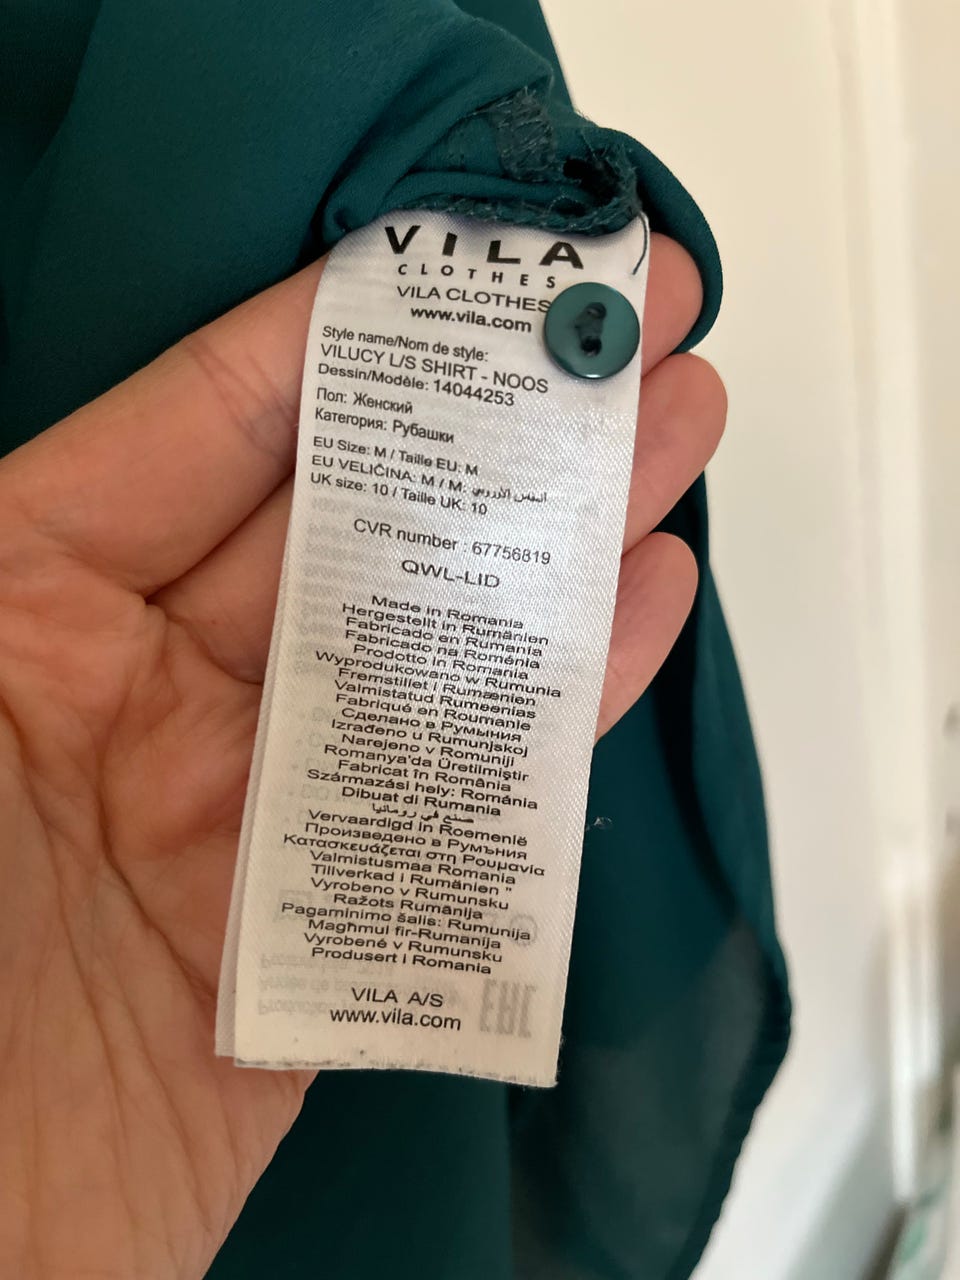 VILA
CLOTHES
VILA CLOTHES
www.vila.com
Style name/Nom de style:
VILUCY L/S SHIRT - NOOS
Dessin/Modèle: 14044253
Пол: Женский
Категория: Рубашки
EU Size: M / Taille EU: M
EU VELIČINA: M / M :
UK size: 10 / Taille UK: 10
CVR number : 67756819
QWL-LID
Made in Romania
Hergestellt in Rumänien
Fabricado en Rumania
Fabricado na Roménia
Prodotto in Romania
Wyprodukowano w Rumunia
Fremstillet i Rumænien
Valmistatud Rumeenias
Fabriqué en Roumanie
Сделано в Румыния
Izrađeno u Rumunjskoj
Narejeno v Romuniji
Romanya'da Üretilmiştir
Fabricat în România
Származási hely: Románia
Dibuat di Rumania
صنع في رومانيا
Vervaardigd in Roemenië
Произведено в Румъния
Κατασκευάζεται στη Ρουμανία
Valmistusmaa Romania
Tillverkad i Rumänien "
Vyrobeno v Rumunsku
Ražots Rumānija
Pagaminimo šalis: Rumunija
Magħmul fir-Rumanija
Vyrobené v Rumunsku
Produsert i Romania
VILA A/S
www.vila.com